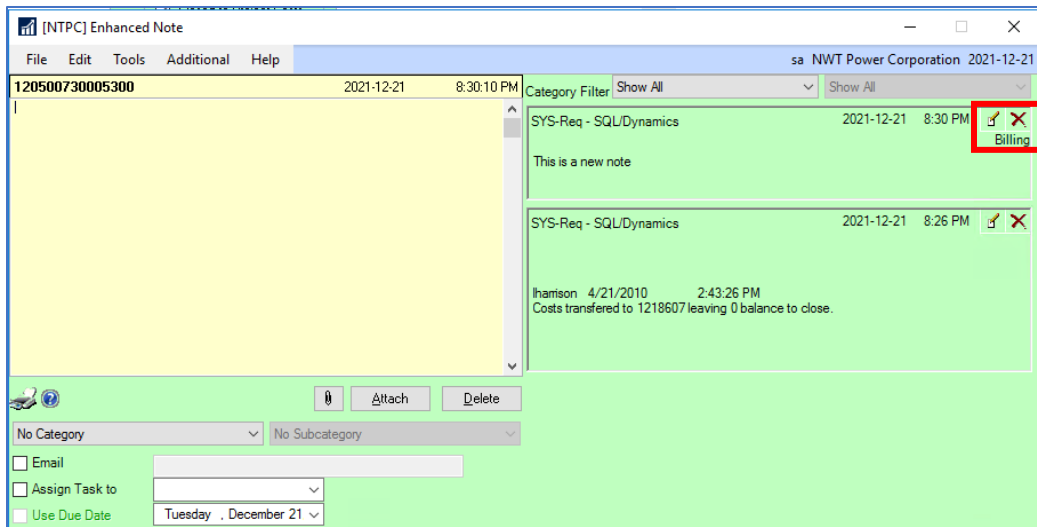 [NTPC] Enhanced Note
File Edit Tools Additional Help sa NWT Power Corporation 2021-12-21
120500730005300 2021-12-21 8:30:10 PM
Category Filter Show All Show All
SYS-Req - SQL/Dynamics 2021-12-21 8:30 PM
Billing
This is a new note
SYS-Req - SQL/Dynamics 2021-12-21 8:26 PM
lharrison 4/21/2010 2:43:26 PM
Costs transfered to 1218607 leaving 0 balance to close.
Attach Delete
No Category No Subcategory
Email
Assign Task to
Use Due Date Tuesday , December 21